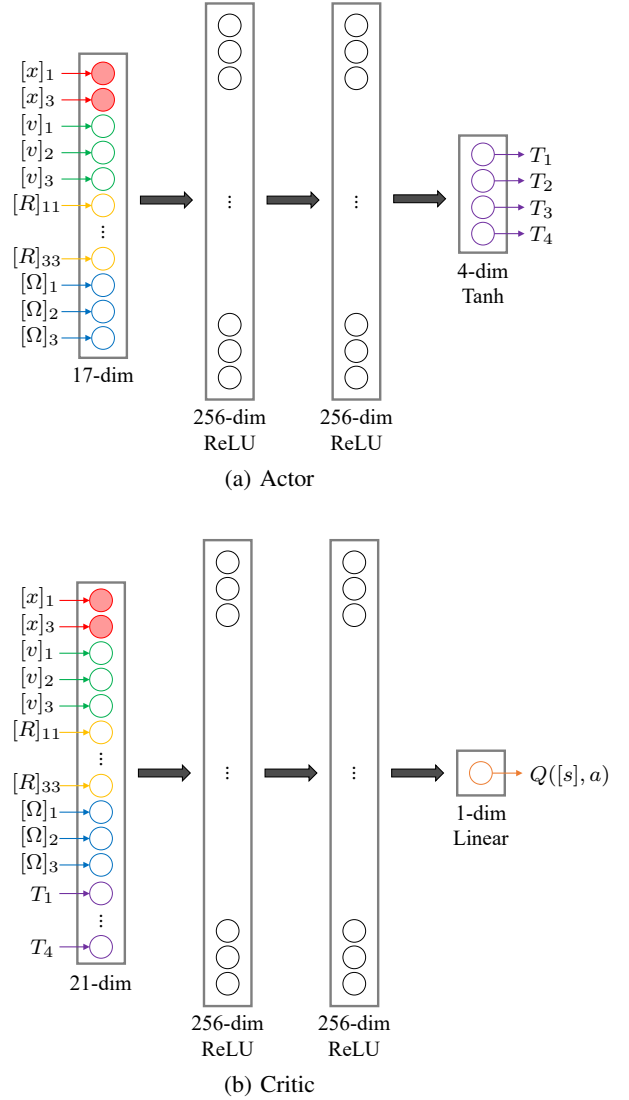 [x]₁
[x]₃
[v]₁
[v]₂
[v]₃
[R]₁₁
⋮
[R]₃₃
[Ω]₁
[Ω]₂
[Ω]₃
17-dim
⋮
256-dim
ReLU
⋮
256-dim
ReLU
T₁
T₂
T₃
T₄
4-dim
Tanh
(a) Actor
[x]₁
[x]₃
[v]₁
[v]₂
[v]₃
[R]₁₁
⋮
[R]₃₃
[Ω]₁
[Ω]₂
[Ω]₃
T₁
⋮
T₄
21-dim
⋮
256-dim
ReLU
⋮
256-dim
ReLU
Q([s], a)
1-dim
Linear
(b) Critic